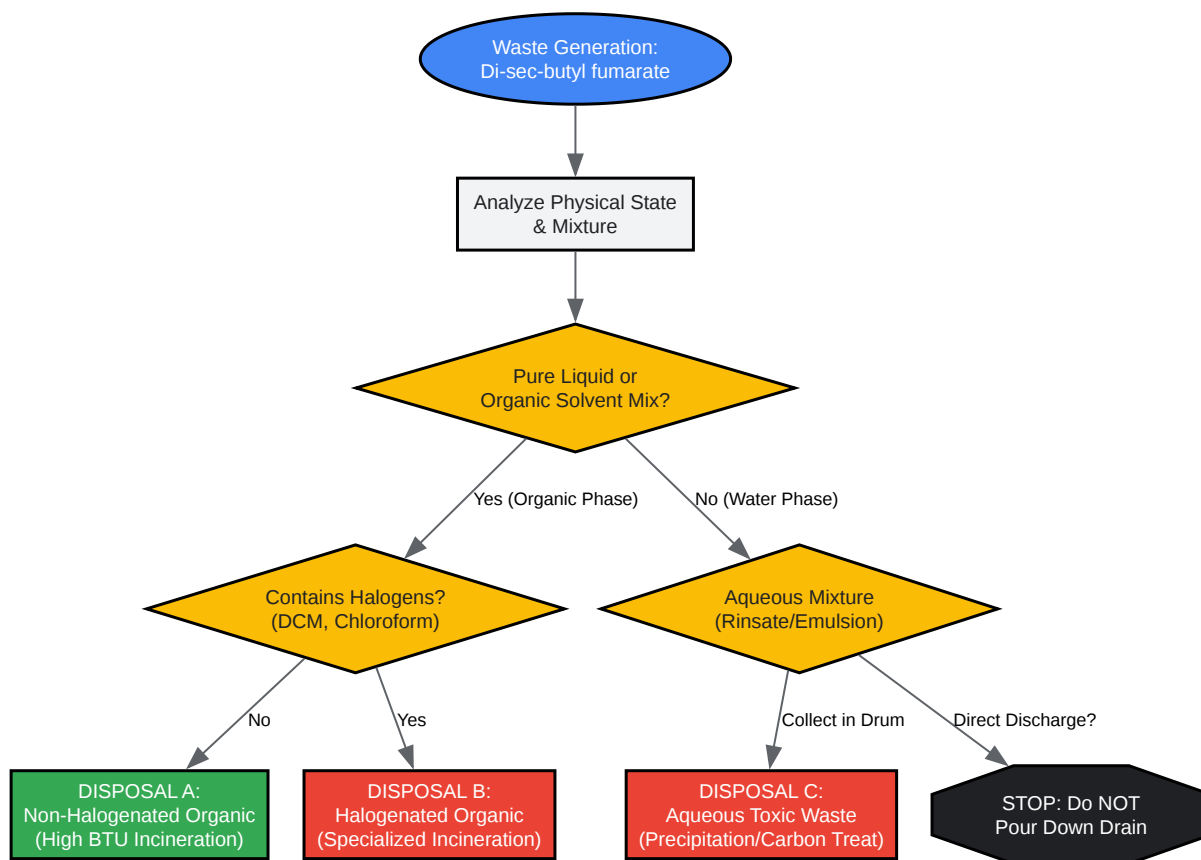 Waste Generation:
Di-sec-butyl fumarate
Analyze Physical State
& Mixture
Pure Liquid or
Organic Solvent Mix?
Yes (Organic Phase)
No (Water Phase)
Contains Halogens?
(DCM, Chloroform)
Aqueous Mixture
(Rinsate/Emulsion)
No
Yes
Collect in Drum
Direct Discharge?
DISPOSAL A:
Non-Halogenated Organic
(High BTU Incineration)
DISPOSAL B:
Halogenated Organic
(Specialized Incineration)
DISPOSAL C:
Aqueous Toxic Waste
(Precipitation/Carbon Treat)
STOP: Do NOT
Pour Down Drain